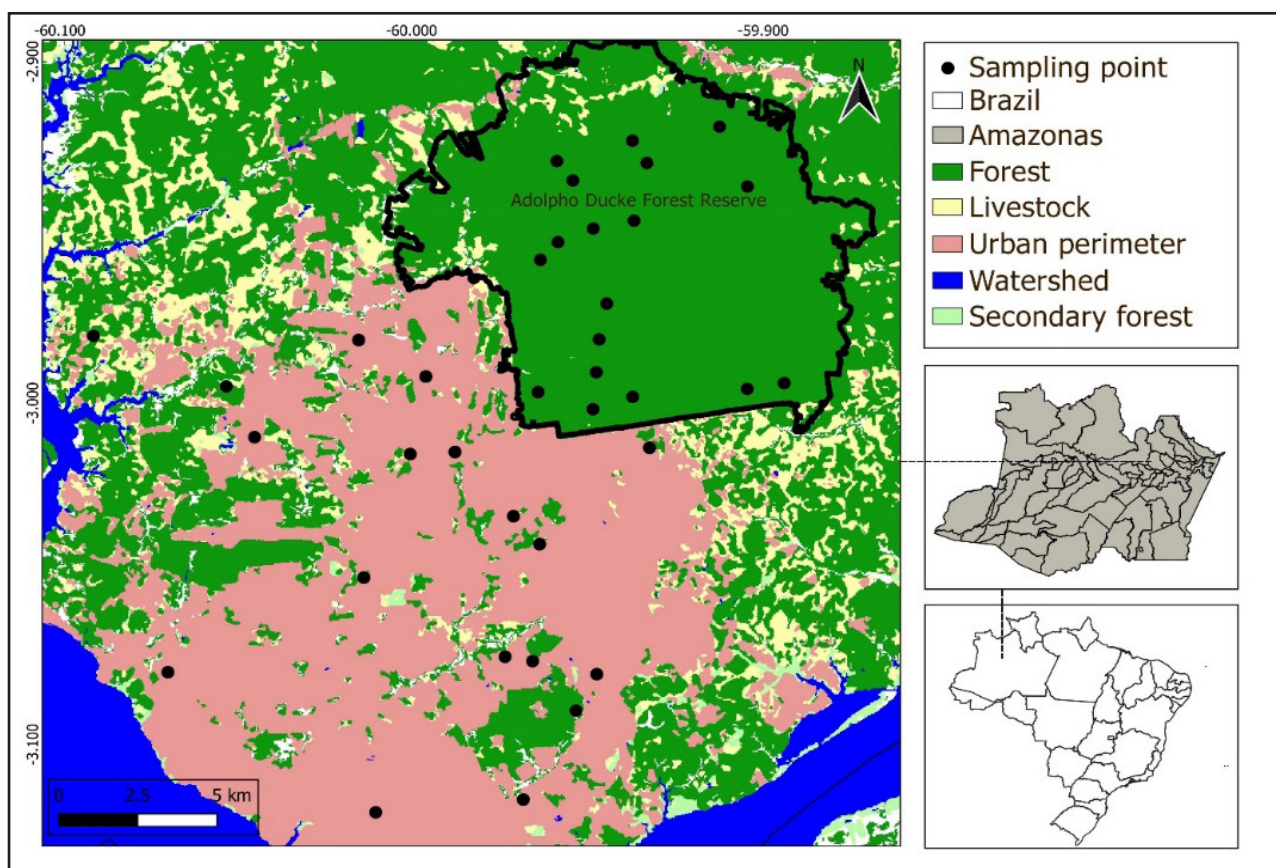 -60.100
-60.000
-59.900
-2.900
-3.000
-3.100
N
Adolpho Ducke Forest Reserve
0 2.5 5 km
Sampling point
Brazil
Amazonas
Forest
Livestock
Urban perimeter
Watershed
Secondary forest